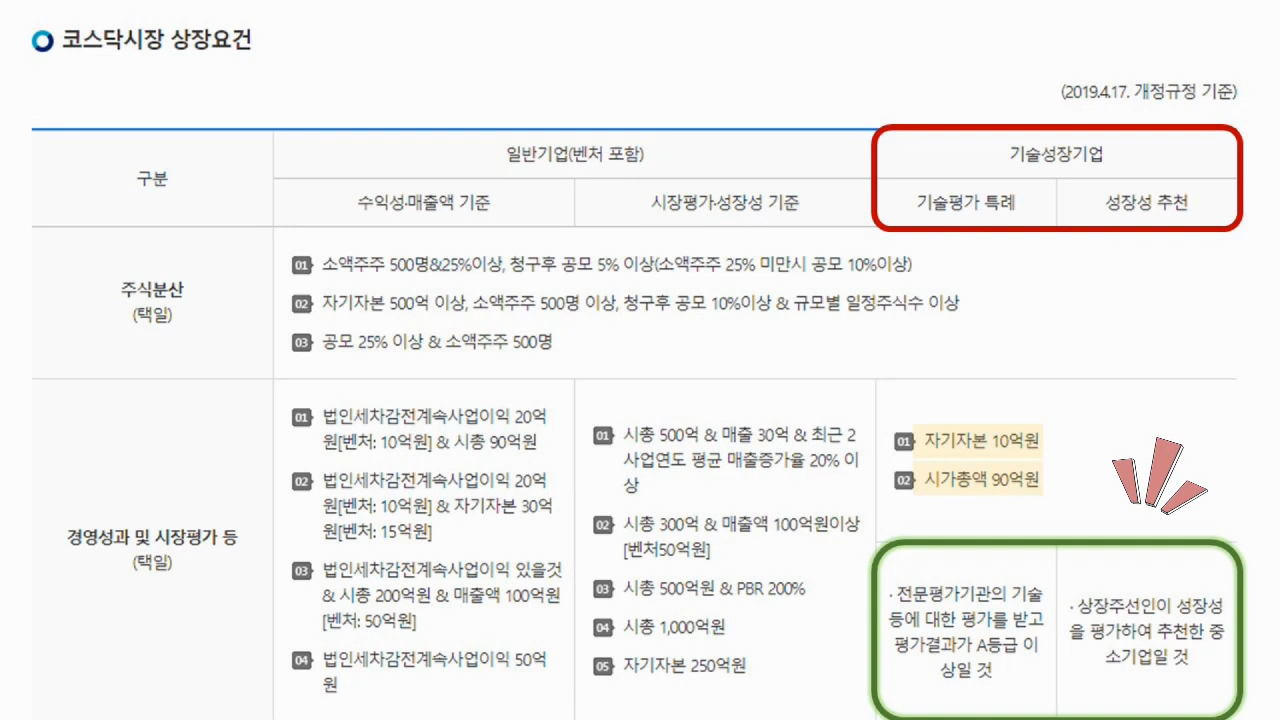 코스닥시장 상장요건
(2019.4.17. 개정규정 기준)
구분
일반기업(벤처 포함)
기술성장기업
수익성·매출액 기준
시장평가·성장성 기준
기술평가 특례
성장성 추천
주식분산
(택일)
01 소액주주 500명&25%이상, 청구후 공모 5% 이상(소액주주 25% 미만시 공모 10%이상)
02 자기자본 500억 이상, 소액주주 500명 이상, 청구후 공모 10%이상 & 규모별 일정주식수 이상
03 공모 25% 이상 & 소액주주 500명
경영성과 및 시장평가 등
(택일)
01 법인세차감전계속사업이익 20억
원[벤처: 10억원] & 시총 90억원
02 법인세차감전계속사업이익 20억
원[벤처: 10억원] & 자기자본 30억
원[벤처: 15억원]
03 법인세차감전계속사업이익 있을것
& 시총 200억원 & 매출액 100억원
[벤처: 50억원]
04 법인세차감전계속사업이익 50억
원
01 시총 500억 & 매출 30억 & 최근 2
사업연도 평균 매출증가율 20% 이
상
02 시총 300억 & 매출액 100억원이상
[벤처50억원]
03 시총 500억원 & PBR 200%
04 시총 1,000억원
05 자기자본 250억원
01 자기자본 10억원
02 시가총액 90억원
· 전문평가기관의 기술
등에 대한 평가를 받고
평가결과가 A등급 이
상일 것
· 상장주선인이 성장성
을 평가하여 추천한 중
소기업일 것